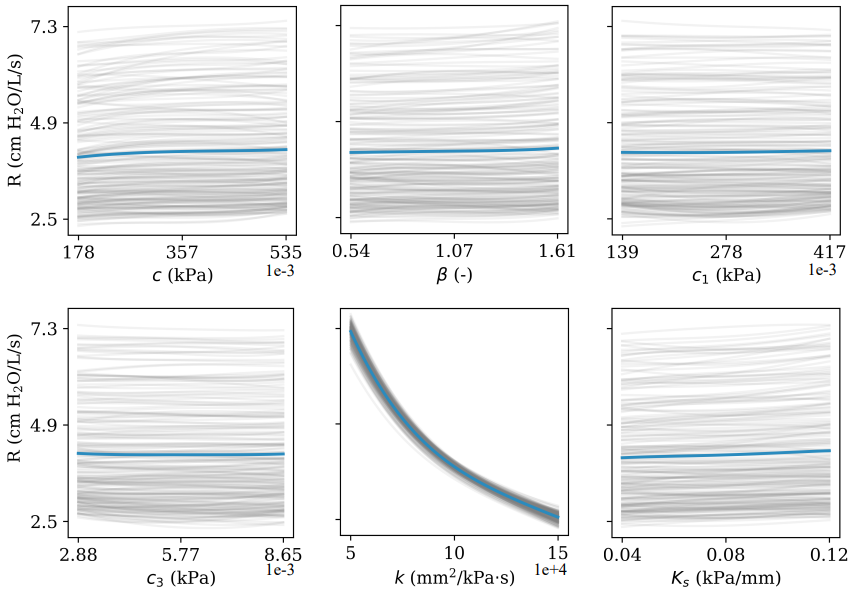 7.3
4.9
2.5
R (cm H₂O/L/s)
178 357 535
c (kPa) 1e-3
0.54 1.07 1.61
β (-)
139 278 417
c₁ (kPa) 1e-3
7.3
4.9
2.5
R (cm H₂O/L/s)
2.88 5.77 8.65
c₃ (kPa) 1e-3
5 10 15
k (mm²/kPa·s) 1e+4
0.04 0.08 0.12
Kₛ (kPa/mm)